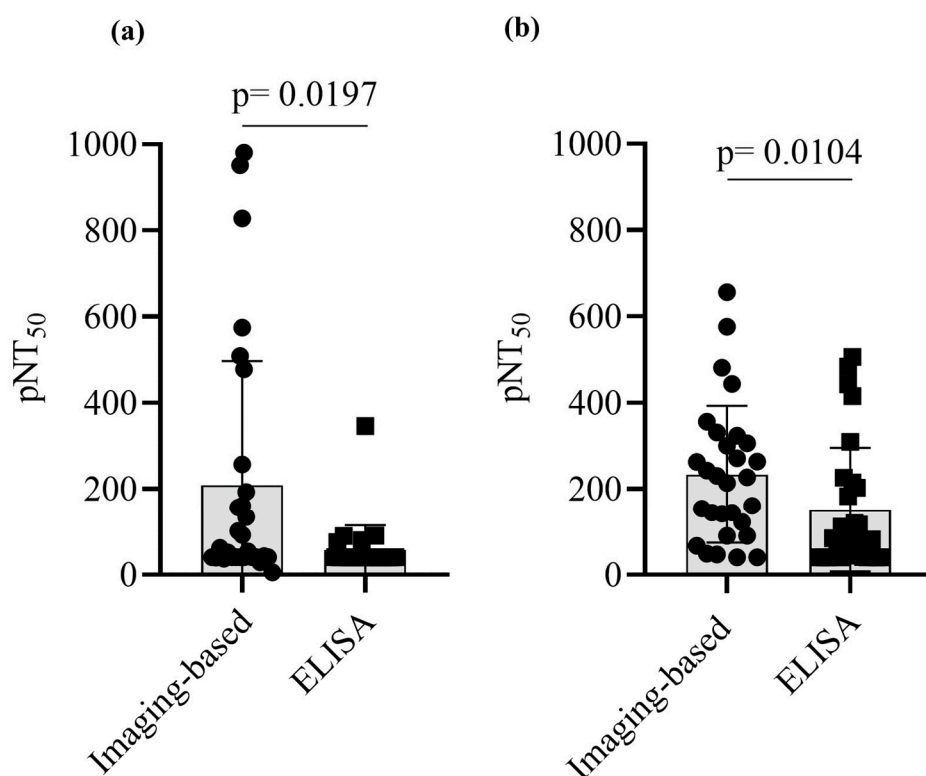 (a)
p= 0.0197
1000
800
600
400
200
0
pNT50
Imaging-based
ELISA
(b)
p= 0.0104
1000
800
600
400
200
0
pNT50
Imaging-based
ELISA